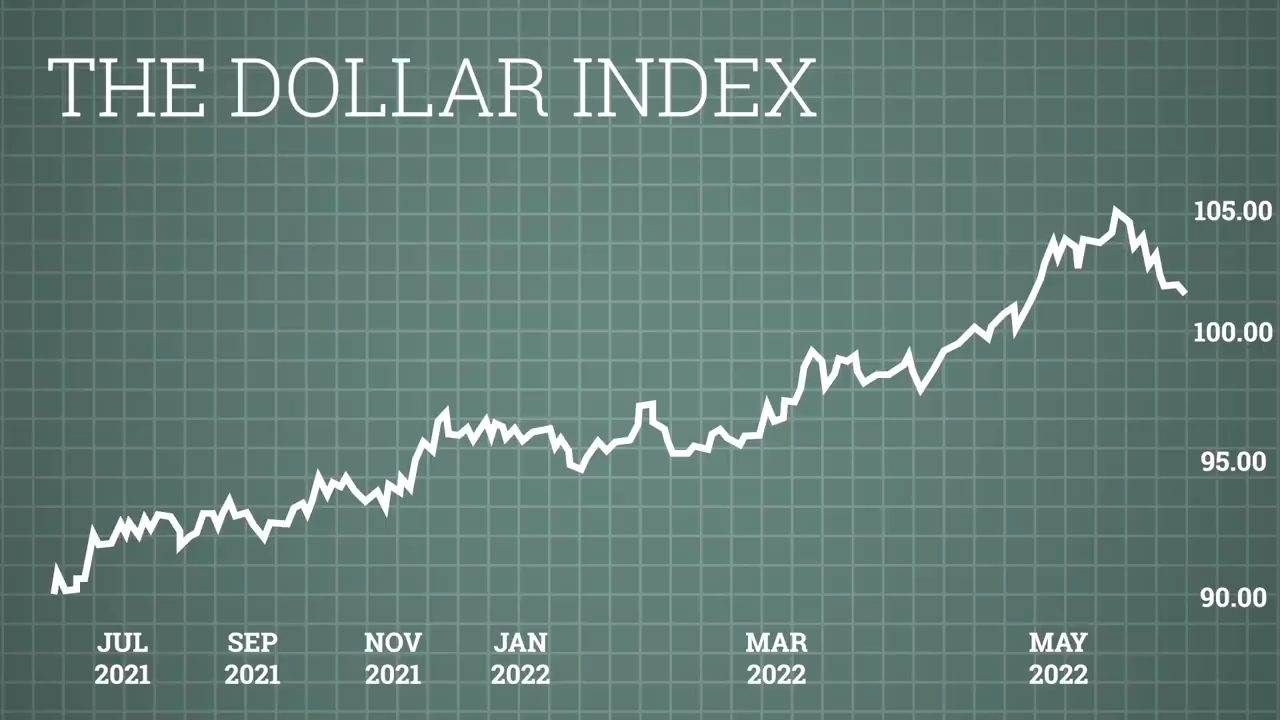 THE DOLLAR INDEX
105.00
100.00
95.00
90.00
JUL SEP NOV JAN MAR MAY
2021 2021 2021 2022 2022 2022